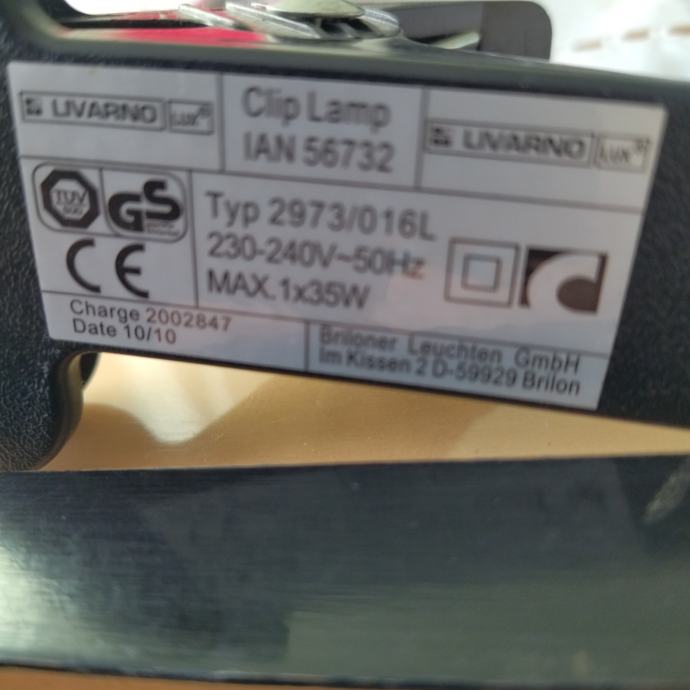 LIVARNO LUX®
Clip Lamp
IAN 56732
LIVARNO LUX®
TÜV
SÜD
GS
CE
Typ 2973/016L
230-240V~50Hz
MAX.1x35W
Charge 2002847
Date 10/10
Briloner Leuchten GmbH
Im Kissen 2 D-59929 Brilon